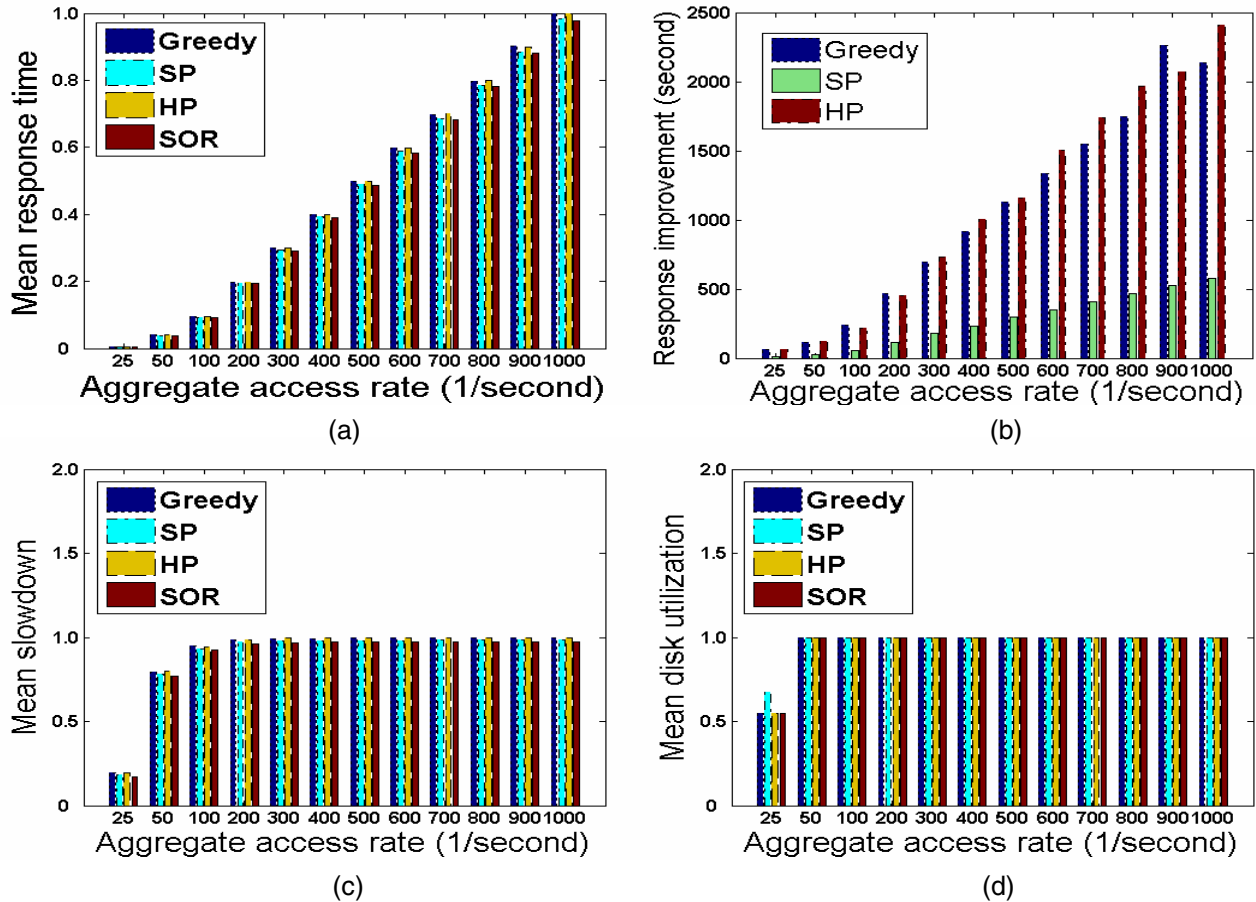 Mean response time
1.0
0.8
0.6
0.4
0.2
0
Greedy
SP
HP
SOR
25 50 100 200 300 400 500 600 700 800 900 1000
Aggregate access rate (1/second)
(a)
Response improvement (second)
2500
2000
1500
1000
500
0
Greedy
SP
HP
25 50 100 200 300 400 500 600 700 800 900 1000
Aggregate access rate (1/second)
(b)
Mean slowdown
2.0
1.5
1.0
0.5
0
Greedy
SP
HP
SOR
25 50 100 200 300 400 500 600 700 800 900 1000
Aggregate access rate (1/second)
(c)
Mean disk utilization
2.0
1.5
1.0
0.5
0
Greedy
SP
HP
SOR
25 50 100 200 300 400 500 600 700 800 900 1000
Aggregate access rate (1/second)
(d)